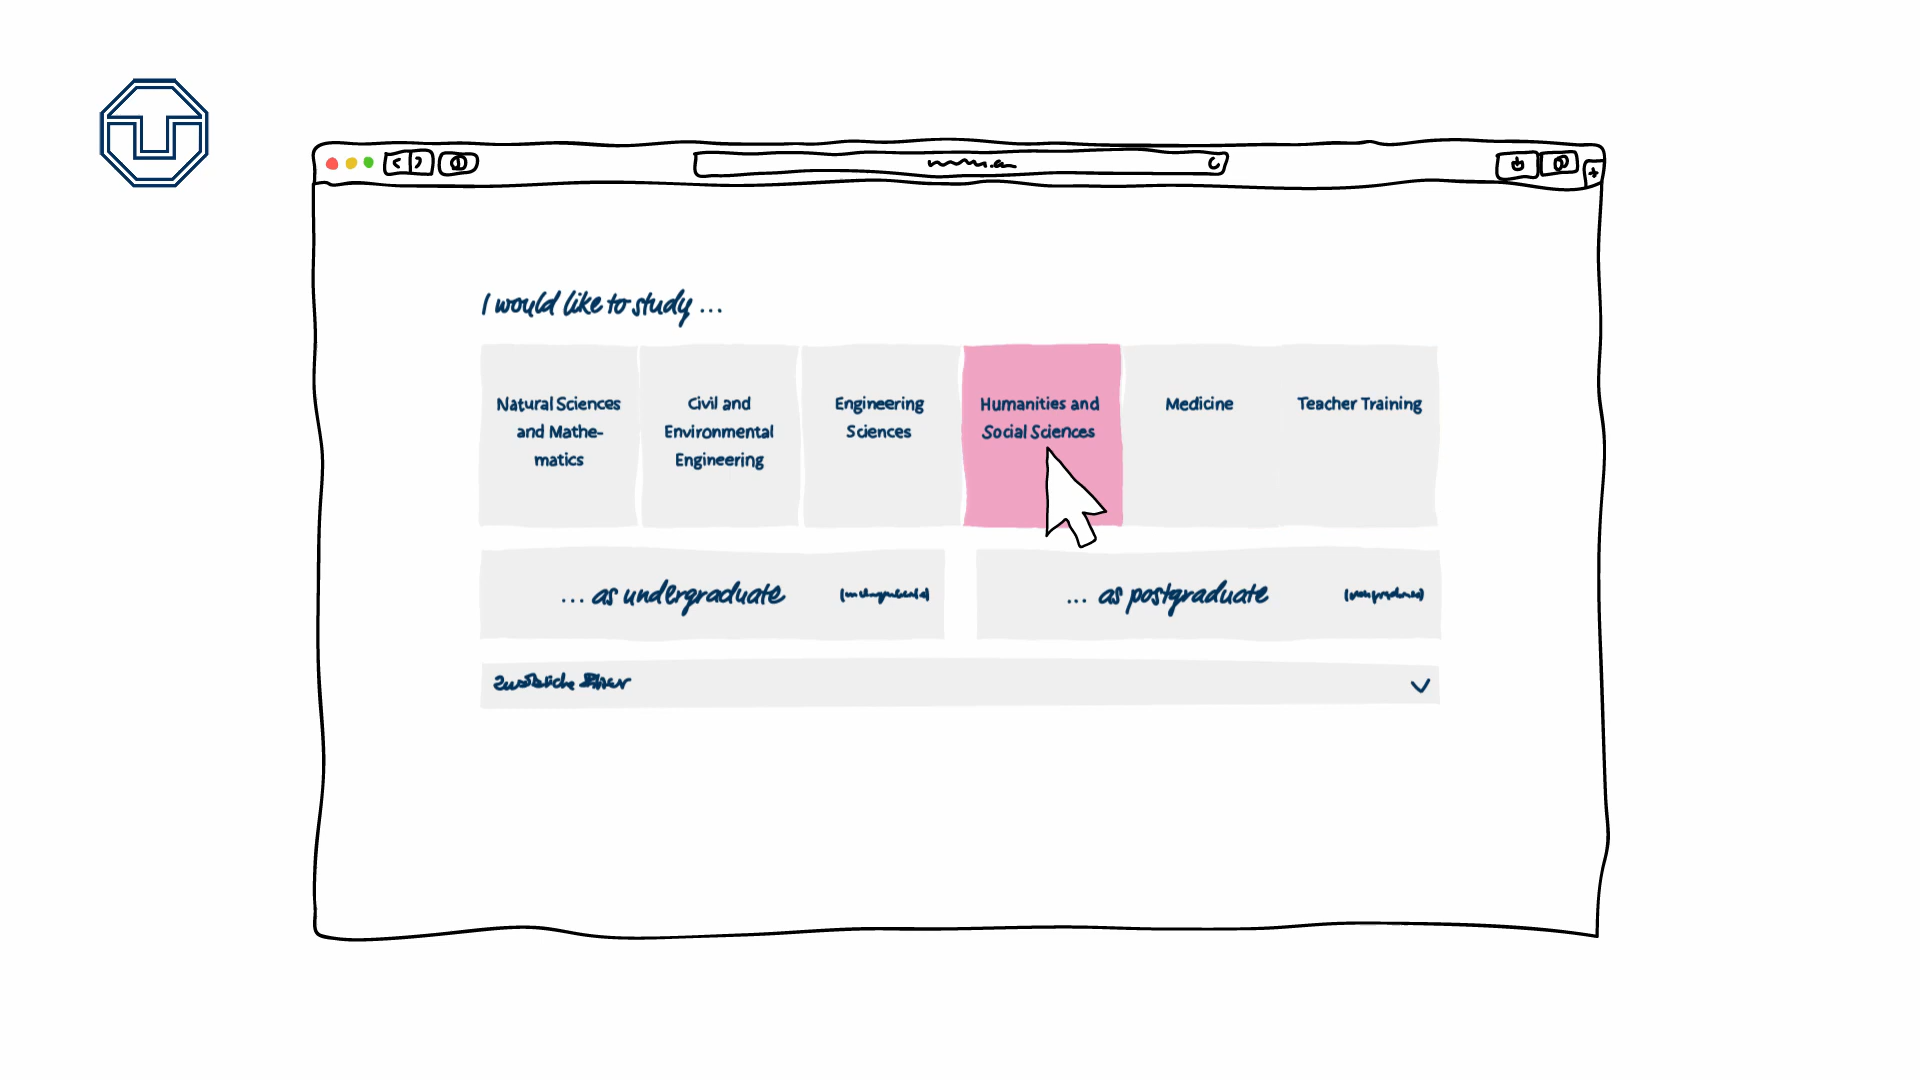 I would like to study ...
Natural Sciences
and Mathe-
matics
Civil and
Environmental
Engineering
Engineering
Sciences
Humanities and
Social Sciences
Medicine
Teacher Training
... as undergraduate
... as postgraduate